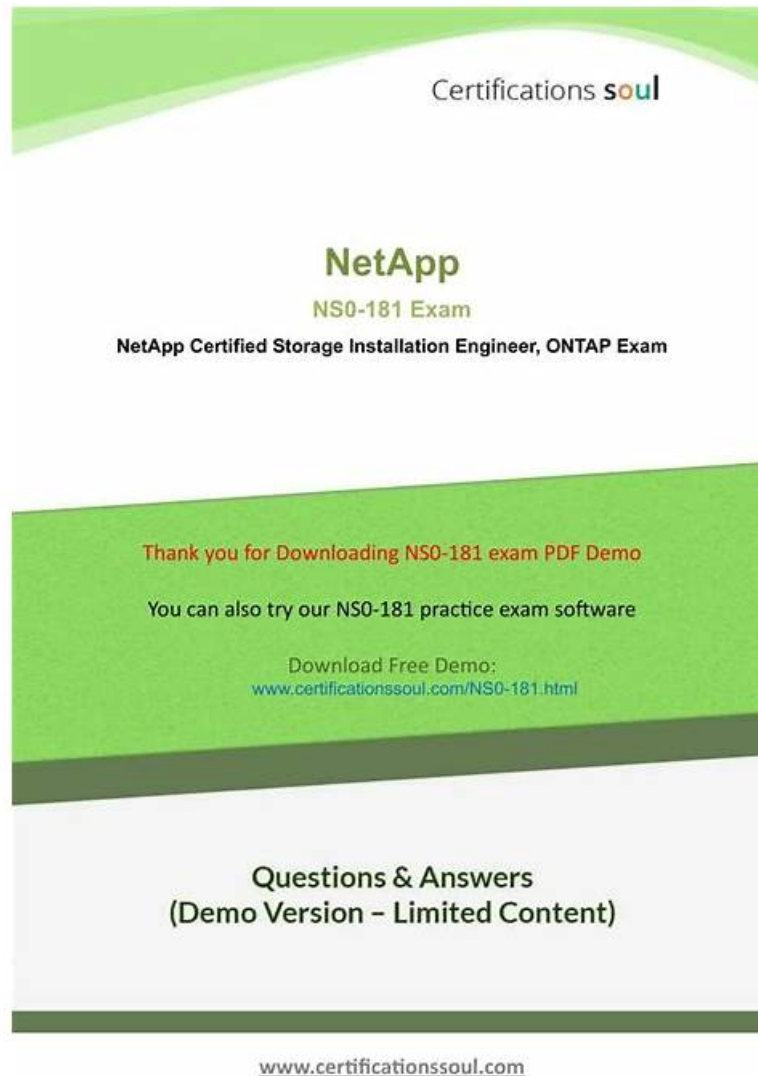 Certifications soul
NetApp
NS0-181 Exam
NetApp Certified Storage Installation Engineer, ONTAP Exam
Thank you for Downloading NS0-181 exam PDF Demo
You can also try our NS0-181 practice exam software
Download Free Demo:
www.certificationssoul.com/NS0-181.html
Questions & Answers
(Demo Version – Limited Content)
www.certificationssoul.com